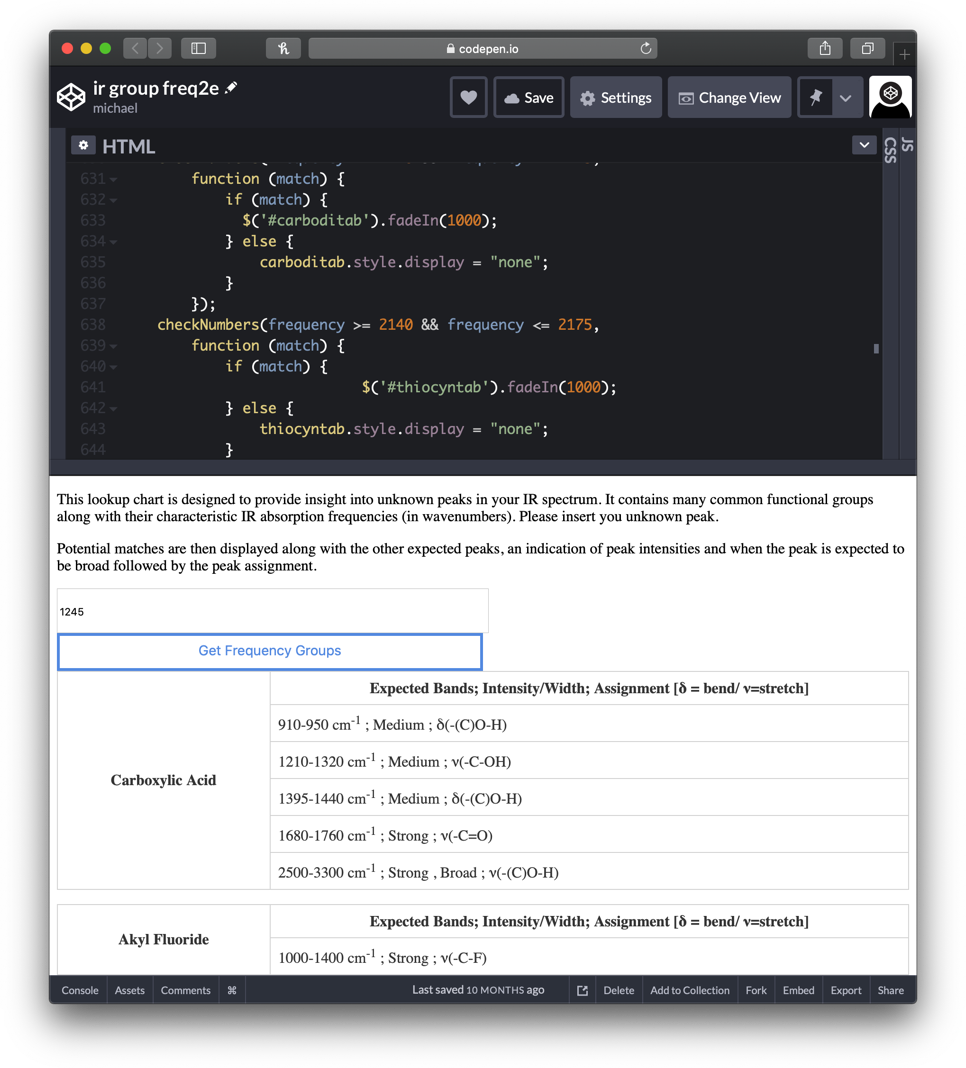 codepen.io
ir group freq2e
michael
Save
Settings
Change View
HTML
CSS
JS
631 function (match) {
632 if (match) {
633 $('#carboditab').fadeIn(1000);
634 } else {
635 carboditab.style.display = "none";
636 }
637 });
638 checkNumbers(frequency >= 2140 && frequency <= 2175,
639 function (match) {
640 if (match) {
641 $('#thiocyntab').fadeIn(1000);
642 } else {
643 thiocyntab.style.display = "none";
644 }
This lookup chart is designed to provide insight into unknown peaks in your IR spectrum. It contains many common functional groups
along with their characteristic IR absorption frequencies (in wavenumbers). Please insert you unknown peak.
Potential matches are then displayed along with the other expected peaks, an indication of peak intensities and when the peak is expected to
be broad followed by the peak assignment.
1245
Get Frequency Groups
Expected Bands; Intensity/Width; Assignment [δ = bend/ ν=stretch]
910-950 cm⁻¹ ; Medium ; δ(-(C)O-H)
1210-1320 cm⁻¹ ; Medium ; ν(-C-OH)
Carboxylic Acid
1395-1440 cm⁻¹ ; Medium ; δ(-(C)O-H)
1680-1760 cm⁻¹ ; Strong ; ν(-C=O)
2500-3300 cm⁻¹ ; Strong , Broad ; ν(-(C)O-H)
Expected Bands; Intensity/Width; Assignment [δ = bend/ ν=stretch]
Akyl Fluoride
1000-1400 cm⁻¹ ; Strong ; ν(-C-F)
Console Assets Comments ⌘ Last saved 10 MONTHS ago Delete Add to Collection Fork Embed Export Share